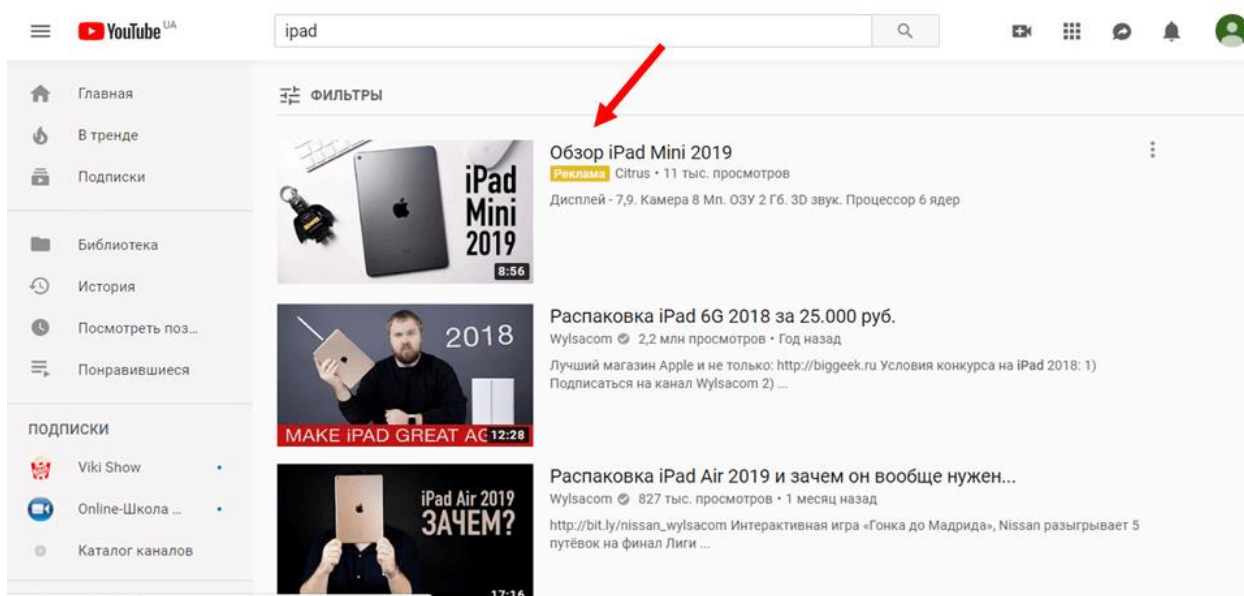 YouTube UA
ipad
Главная
В тренде
Подписки
Библиотека
История
Посмотреть поз...
Понравившиеся
ПОДПИСКИ
Viki Show
Online-Школа ...
Каталог каналов
ФИЛЬТРЫ
iPad
Mini
2019
8:56
Обзор iPad Mini 2019
Реклама Citrus • 11 тыс. просмотров
Дисплей - 7,9. Камера 8 Мп. ОЗУ 2 Гб. 3D звук. Процессор 6 ядер
2018
MAKE iPAD GREAT AG
12:28
Распаковка iPad 6G 2018 за 25.000 руб.
Wylsacom 2,2 млн просмотров • Год назад
Лучший магазин Apple и не только: http://biggeek.ru Условия конкурса на iPad 2018: 1)
Подписаться на канал Wylsacom 2) ...
iPad Air 2019
ЗАЧЕМ?
17:16
Распаковка iPad Air 2019 и зачем он вообще нужен...
Wylsacom 827 тыс. просмотров • 1 месяц назад
http://bit.ly/nissan_wylsacom Интерактивная игра «Гонка до Мадрида», Nissan разыгрывает 5
путёвок на финал Лиги ...